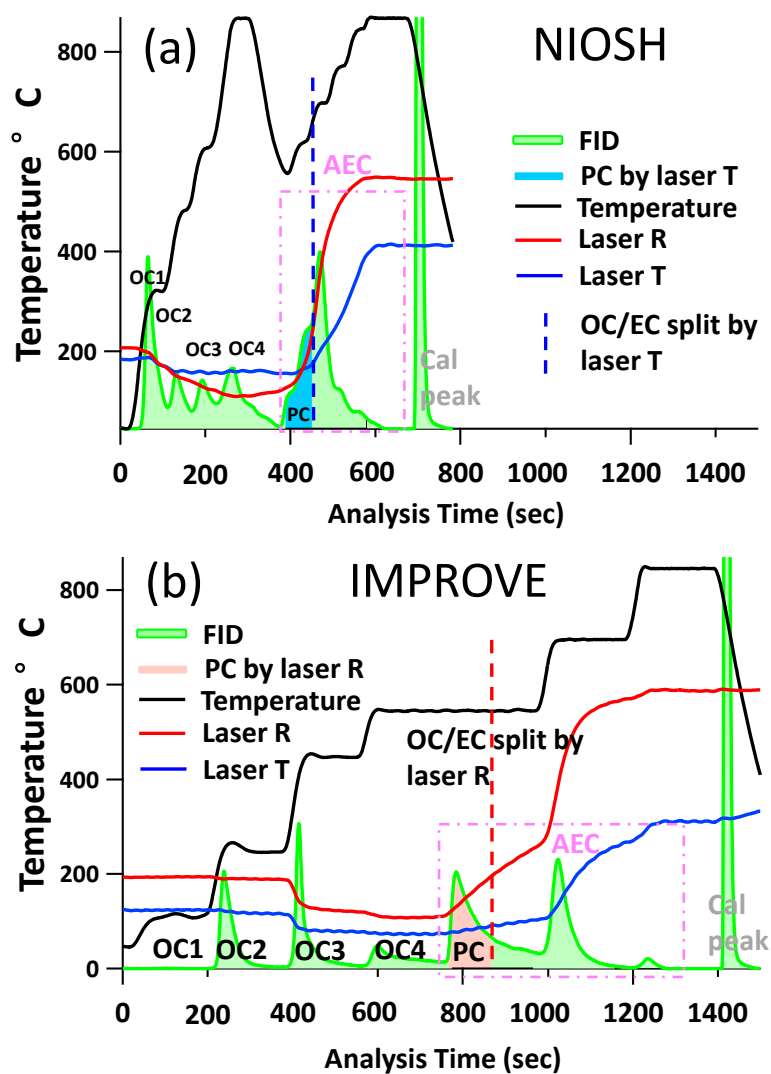 (a)
NIOSH
800
600
400
200
Temperature ° C
FID
PC by laser T
Temperature
Laser R
Laser T
OC/EC split by
laser T
AEC
OC1
OC2
OC3
OC4
PC
Cal
peak
0
200
400
600
800
1000
1200
1400
Analysis Time (sec)
(b)
IMPROVE
800
600
400
200
0
Temperature ° C
FID
PC by laser R
Temperature
Laser R
Laser T
OC/EC split by
laser R
AEC
OC1
OC2
OC3
OC4
PC
Cal
peak
0
200
400
600
800
1000
1200
1400
Analysis Time (sec)